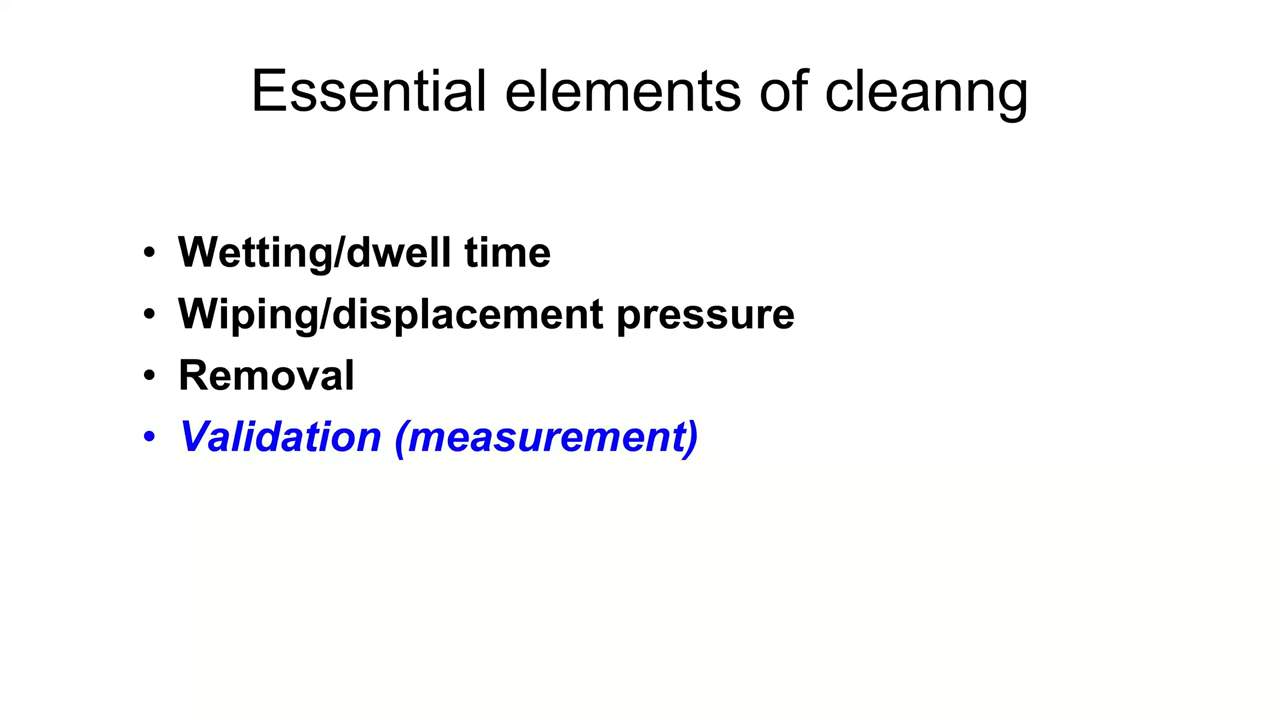 Essential elements of cleanng
• Wetting/dwell time
• Wiping/displacement pressure
• Removal
• Validation (measurement)